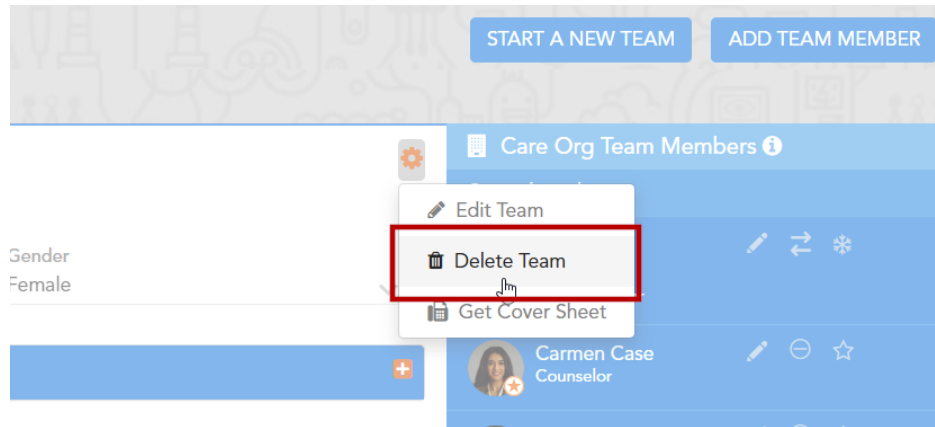 START A NEW TEAM
ADD TEAM MEMBER
Care Org Team Members
Edit Team
Delete Team
Get Cover Sheet
Gender
Female
Carmen Case
Counselor